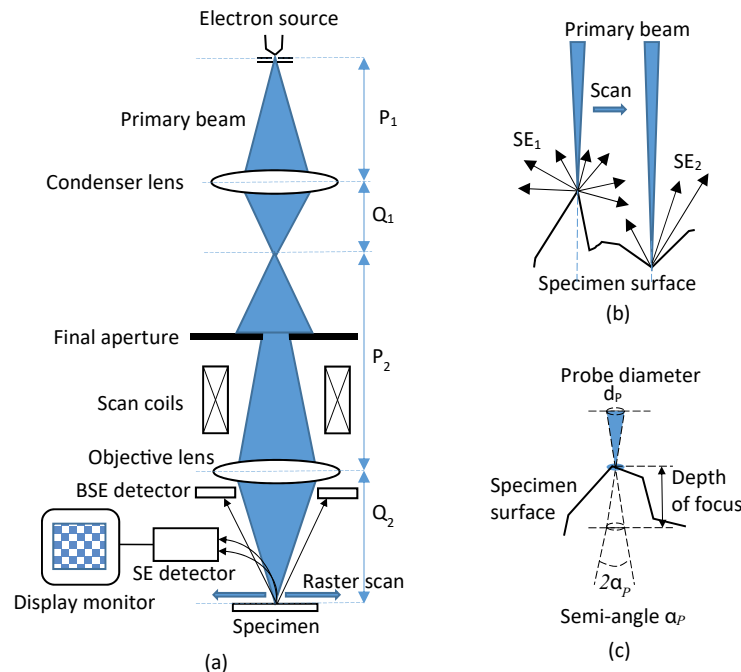 Electron source
Primary beam
P1
Condenser lens
Q1
Final aperture
P2
Scan coils
Objective lens
BSE detector
Q2
SE detector
Raster scan
Display monitor
Specimen
(a)
Primary beam
Scan
SE1
SE2
Specimen surface
(b)
Probe diameter
dP
Specimen
surface
Depth
of focus
2αP
Semi-angle αP
(c)